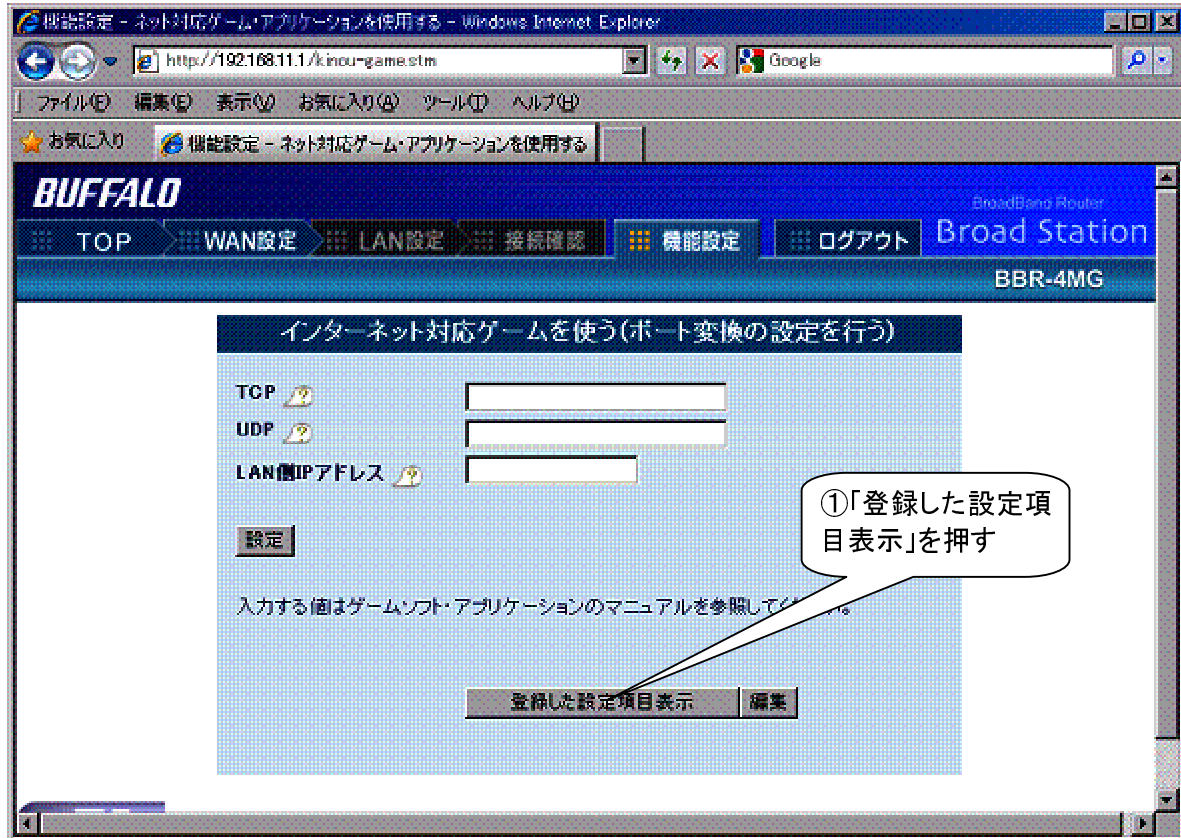 機能設定 - ネット対応ゲーム・アプリケーションを使用する - Windows Internet Explorer
http://192.168.11.1/kinou-game.stm
Google
ファイル(F) 編集(E) 表示(V) お気に入り(A) ツール(T) ヘルプ(H)
お気に入り
機能設定 - ネット対応ゲーム・アプリケーションを使用する
BUFFALO
BroadBand Router
TOP WAN設定 LAN設定 接続確認 機能設定 ログアウト Broad Station
BBR-4MG
インターネット対応ゲームを使う(ポート変換の設定を行う)
TCP ?
UDP ?
LAN側IPアドレス ?
①「登録した設定項
目表示」を押す
設定
入力する値はゲームソフト・アプリケーションのマニュアルを参照してください。
登録した設定項目表示 編集